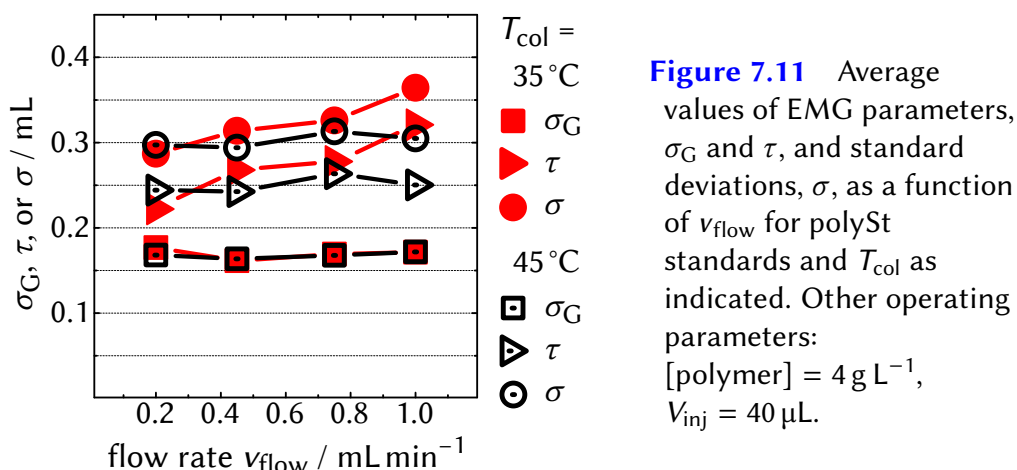 0.4
0.3
0.2
0.1
σG, τ, or σ / mL
0.2 0.4 0.6 0.8 1.0
flow rate vflow / mL min−1
Tcol =
35 °C
σG
τ
σ
45 °C
σG
τ
σ
Figure 7.11 Average
values of EMG parameters,
σG and τ, and standard
deviations, σ, as a function
of vflow for polySt
standards and Tcol as
indicated. Other operating
parameters:
[polymer] = 4 g L−1,
Vinj = 40 μL.